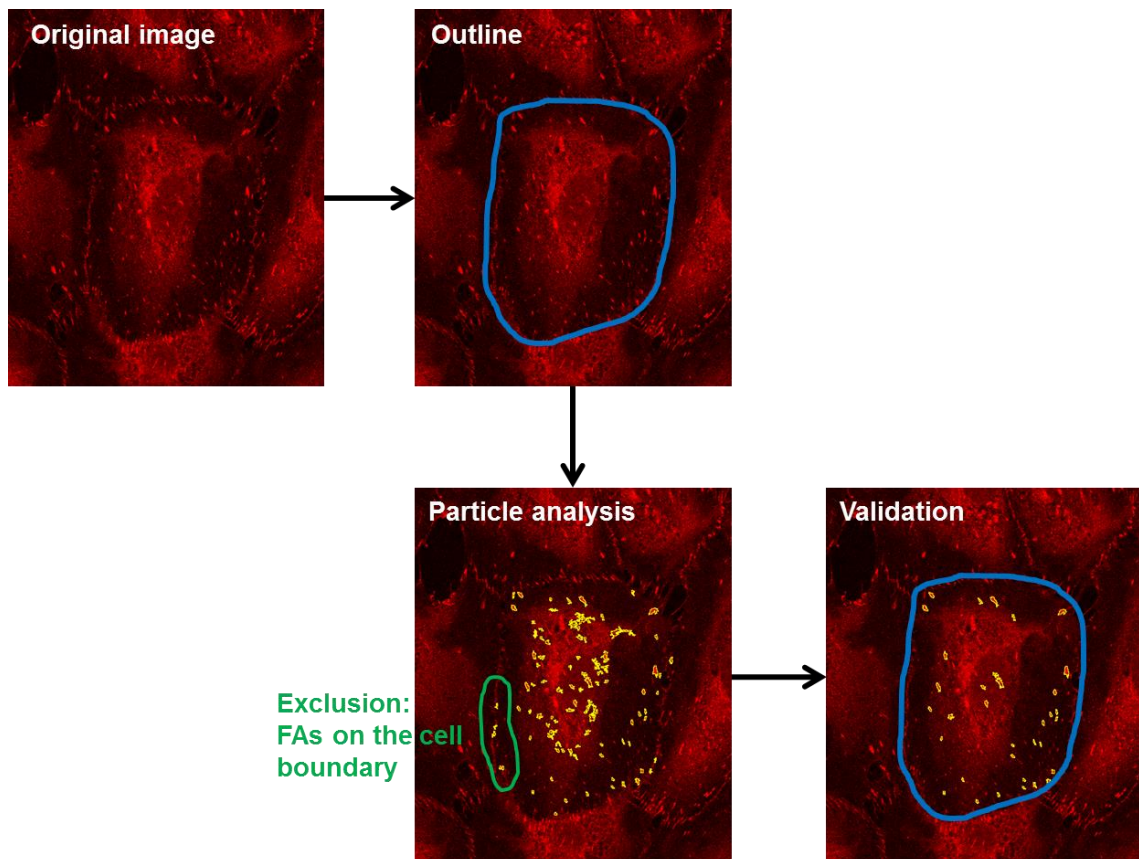 Original image
Outline
Particle analysis
Validation
Exclusion:
FAs on the cell
boundary